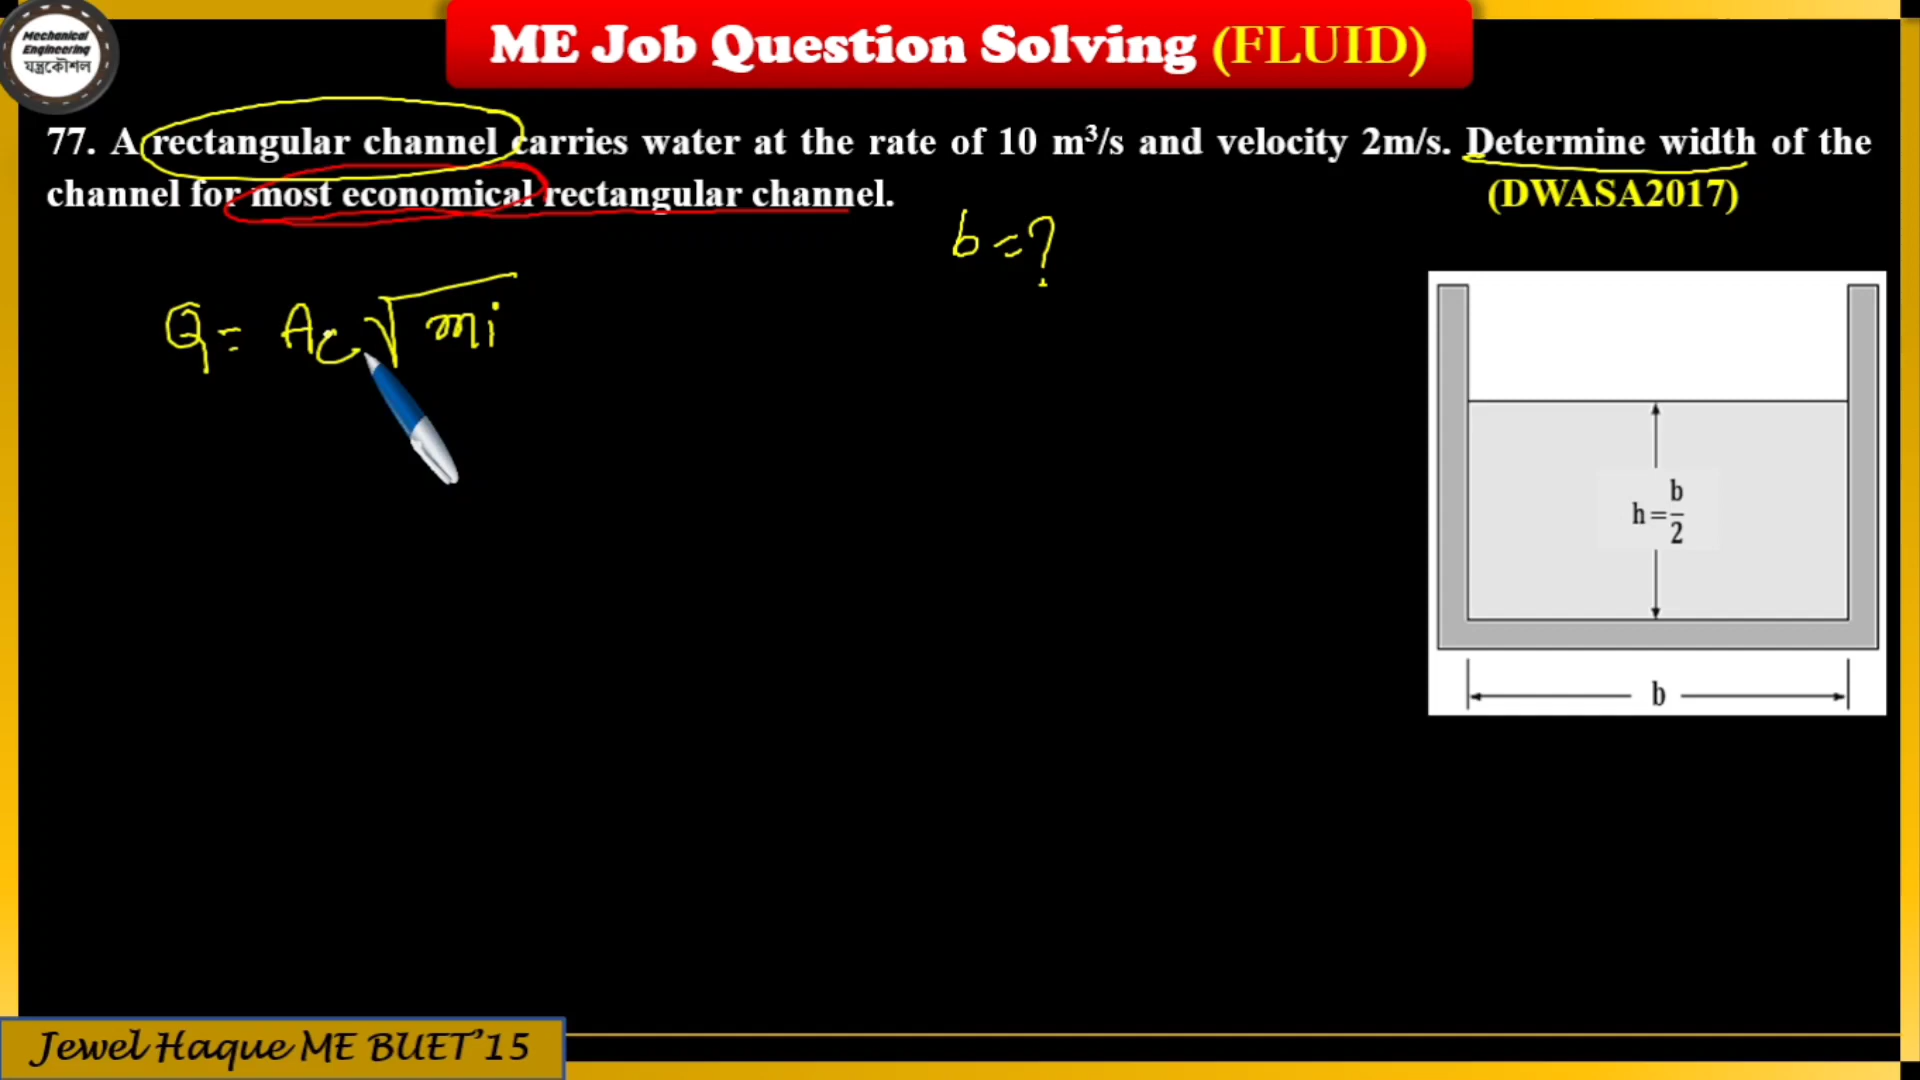 Mechanical
Engineering
যন্ত্রকৌশল
ME Job Question Solving (FLUID)
77. A rectangular channel carries water at the rate of 10 m³/s and velocity 2m/s. Determine width of the
channel for most economical rectangular channel. (DWASA2017)
b = ?
Q = Ac√mi
h = b/2
b
Jewel Haque ME BUET'15